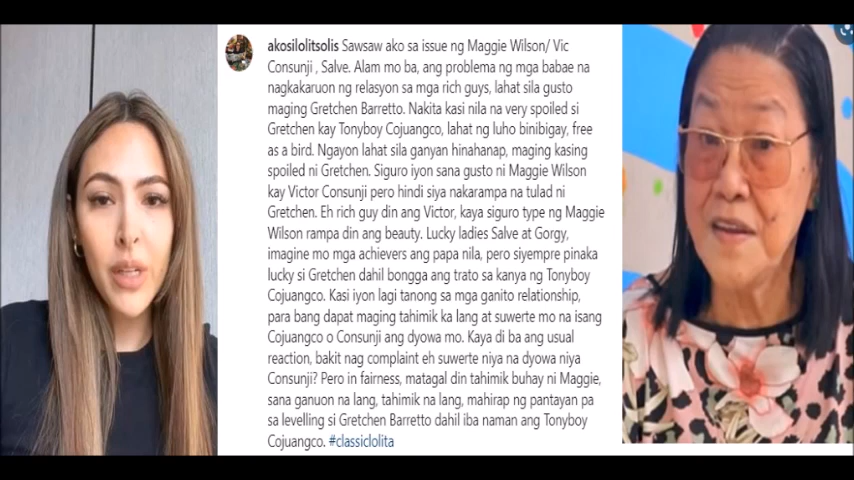 akosilolitsolis Sawsaw ako sa issue ng Maggie Wilson/ Vic
Consunji , Salve. Alam mo ba, ang problema ng mga babae na
nagkakaruon ng relasyon sa mga rich guys, lahat sila gusto
maging Gretchen Barretto. Nakita kasi nila na very spoiled si
Gretchen kay Tonyboy Cojuangco, lahat ng luho binibigay, free
as a bird. Ngayon lahat sila ganyan hinahanap, maging kasing
spoiled ni Gretchen. Siguro iyon sana gusto ni Maggie Wilson
kay Victor Consunji pero hindi siya nakarampa na tulad ni
Gretchen. Eh rich guy din ang Victor, kaya siguro type ng Maggie
Wilson rampa din ang beauty. Lucky ladies Salve at Gorgy,
imagine mo mga achievers ang papa nila, pero siyempre pinaka
lucky si Gretchen dahil bongga ang trato sa kanya ng Tonyboy
Cojuangco. Kasi iyon lagi tanong sa mga ganito relationship,
para bang dapat maging tahimik ka lang at suwerte mo na isang
Cojuangco o Consunji ang dyowa mo. Kaya di ba ang usual
reaction, bakit nag complaint eh suwerte niya na dyowa niya
Consunji? Pero in fairness, matagal din tahimik buhay ni Maggie,
sana ganuon na lang, tahimik na lang, mahirap ng pantayan pa
sa levelling si Gretchen Barretto dahil iba naman ang Tonyboy
Cojuangco. #classiclolita